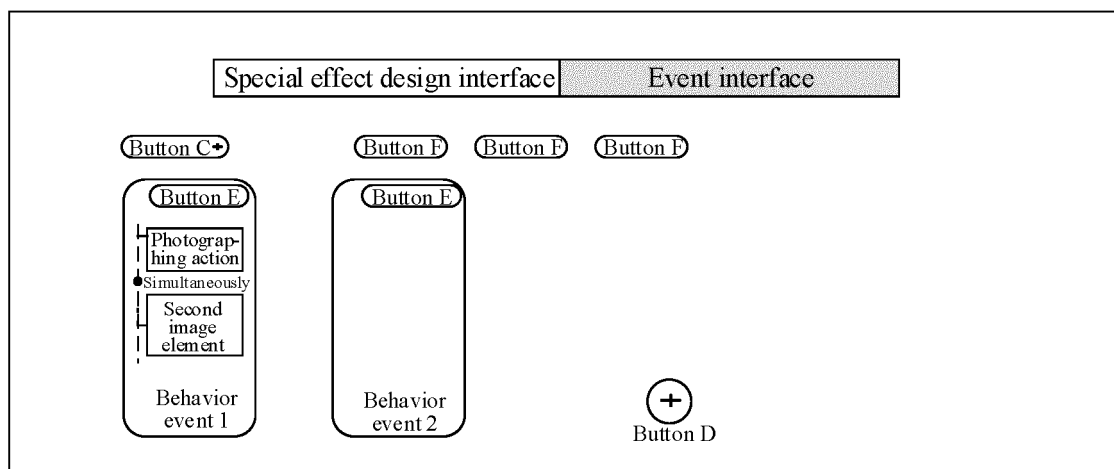 Special effect design interface
Event interface
Button C+
Button F
Button F
Button F
Button E
Button E
Photograp-
hing action
Simultaneously
Second
image
element
Behavior
event 1
Behavior
event 2
+
Button D